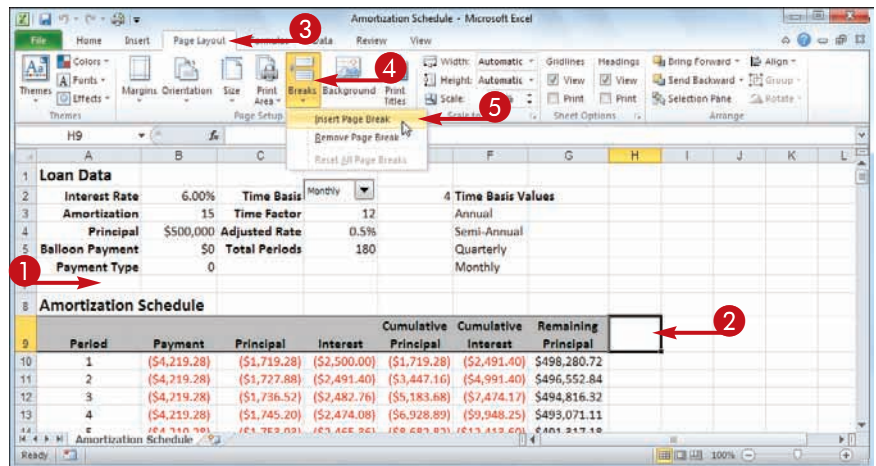 Amortization Schedule - Microsoft Excel
3
File Home Insert Page Layout Formulas Data Review View
4
Colors
Fonts
Effects
Themes
Margins Orientation Size Print Area Breaks Background Print Titles
Width: Automatic
Height: Automatic
Scale:
Gridlines Headings
View View
Print Print
Bring Forward Align
Send Backward Group
Selection Pane Rotate
Themes Page Setup Sheet Options Arrange
Insert Page Break
5
Remove Page Break
Reset All Page Breaks
H9 fx
A B C F G H I J K L
1 Loan Data
2 Interest Rate 6.00% Time Basis Monthly 4 Time Basis Values
3 Amortization 15 Time Factor 12 Annual
4 Principal $500,000 Adjusted Rate 0.5% Semi-Annual
5 Balloon Payment $0 Total Periods 180 Quarterly
Payment Type 0 Monthly
1
8 Amortization Schedule
2
Cumulative Cumulative Remaining
9 Period Payment Principal Interest Principal Interest Principal
10 1 ($4,219.28) ($1,719.28) ($2,500.00) ($1,719.28) ($2,491.40) $498,280.72
11 2 ($4,219.28) ($1,727.88) ($2,491.40) ($3,447.16) ($4,991.40) $496,552.84
12 3 ($4,219.28) ($1,736.52) ($2,482.76) ($5,183.68) ($7,474.17) $494,816.32
13 4 ($4,219.28) ($1,745.20) ($2,474.08) ($6,928.89) ($9,948.25) $493,071.11
Amortization Schedule
Ready 100%